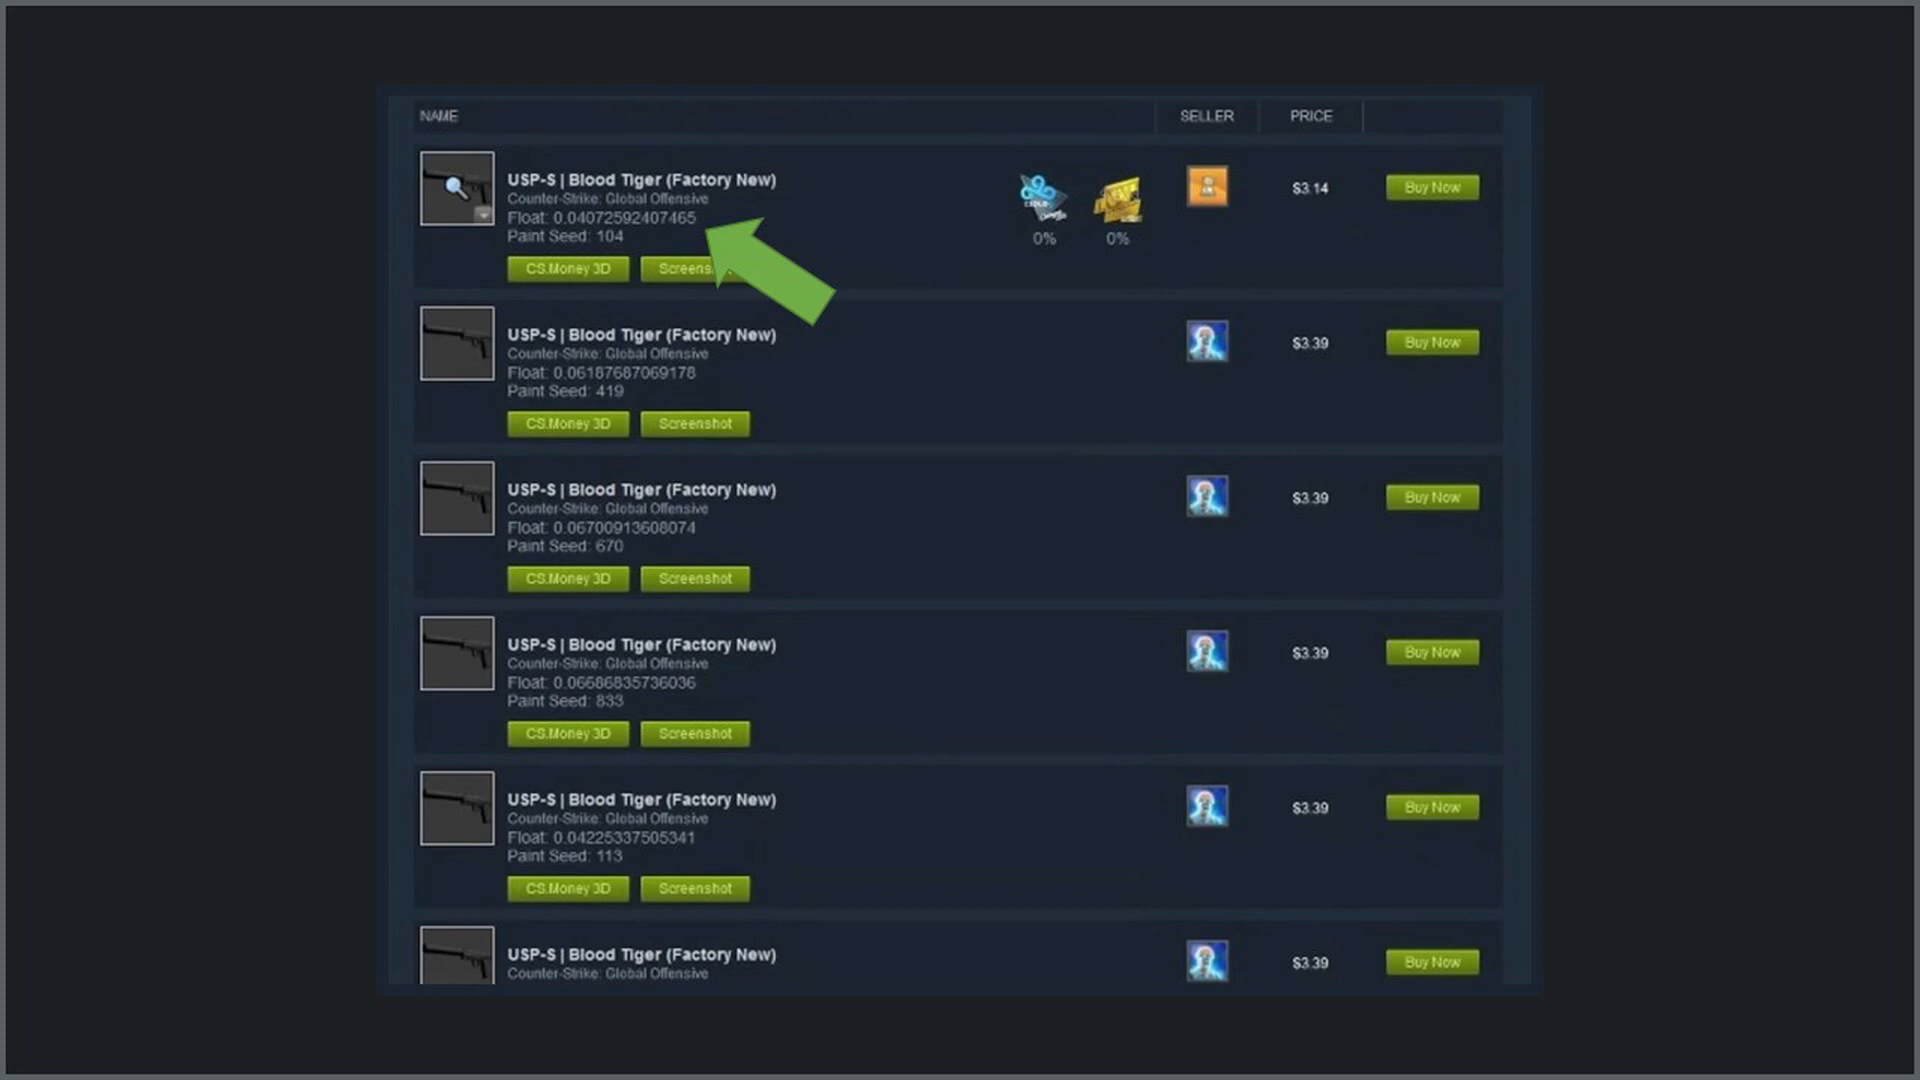 NAME SELLER PRICE
USP-S | Blood Tiger (Factory New)
Counter-Strike: Global Offensive
Float: 0.04072592407465
Paint Seed: 104
0% 0%
$3.14
Buy Now
CS.Money 3D
USP-S | Blood Tiger (Factory New)
Counter-Strike: Global Offensive
Float: 0.06187687069178
Paint Seed: 419
$3.39
Buy Now
CS.Money 3D Screenshot
USP-S | Blood Tiger (Factory New)
Counter-Strike: Global Offensive
Float: 0.06700913608074
Paint Seed: 670
$3.39
Buy Now
CS.Money 3D Screenshot
USP-S | Blood Tiger (Factory New)
Counter-Strike: Global Offensive
Float: 0.06686835736036
Paint Seed: 833
$3.39
Buy Now
CS.Money 3D Screenshot
USP-S | Blood Tiger (Factory New)
Counter-Strike: Global Offensive
Float: 0.04225337505341
Paint Seed: 113
$3.39
Buy Now
CS.Money 3D Screenshot
USP-S | Blood Tiger (Factory New)
Counter-Strike: Global Offensive
$3.39
Buy Now